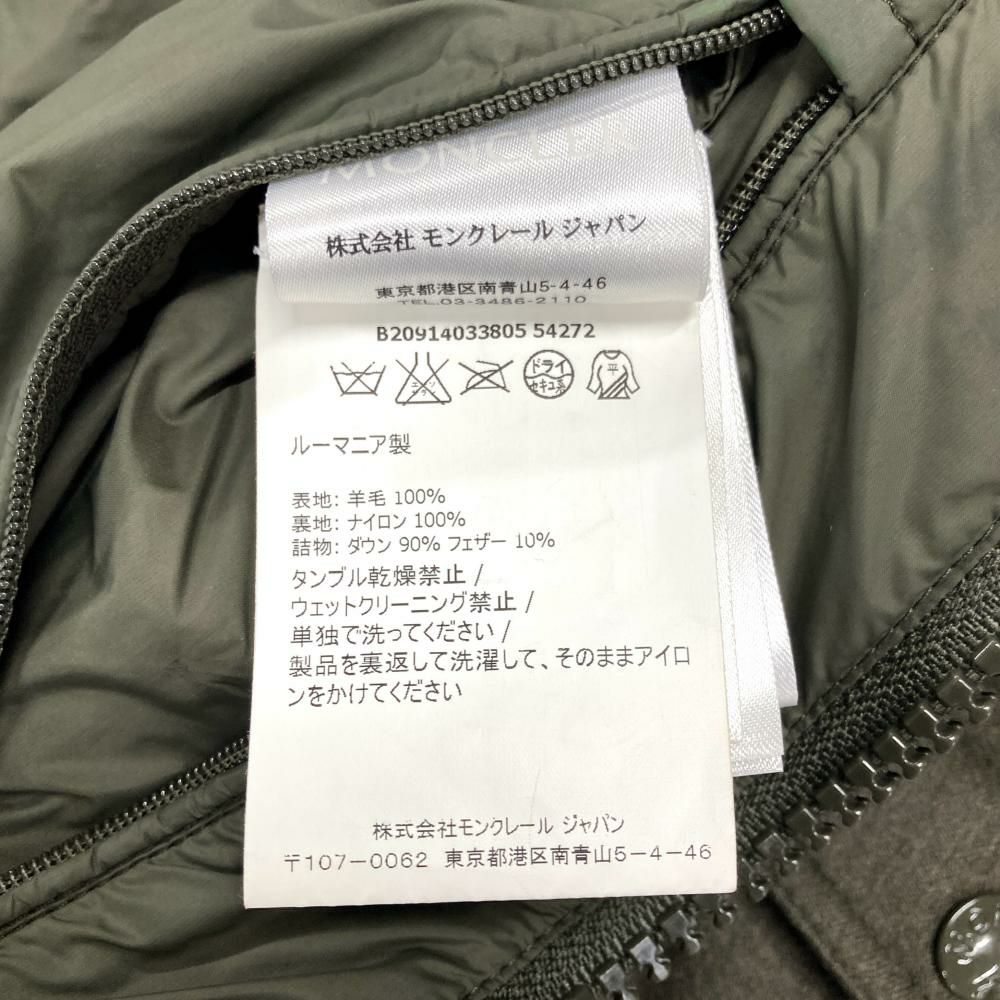 MONCLER
株式会社 モンクレール ジャパン
東京都港区南青山5-4-46
TEL.03-3486-2110
B20914033805 54272
エンソ
サラシ
ドライ
セキユ系
平
ルーマニア製
表地: 羊毛 100%
裏地: ナイロン 100%
詰物: ダウン 90% フェザー 10%
タンブル乾燥禁止 /
ウェットクリーニング禁止 /
単独で洗ってください /
製品を裏返して洗濯して、そのままアイロ
ンをかけてください
株式会社モンクレール ジャパン
〒107-0062 東京都港区南青山5-4-46